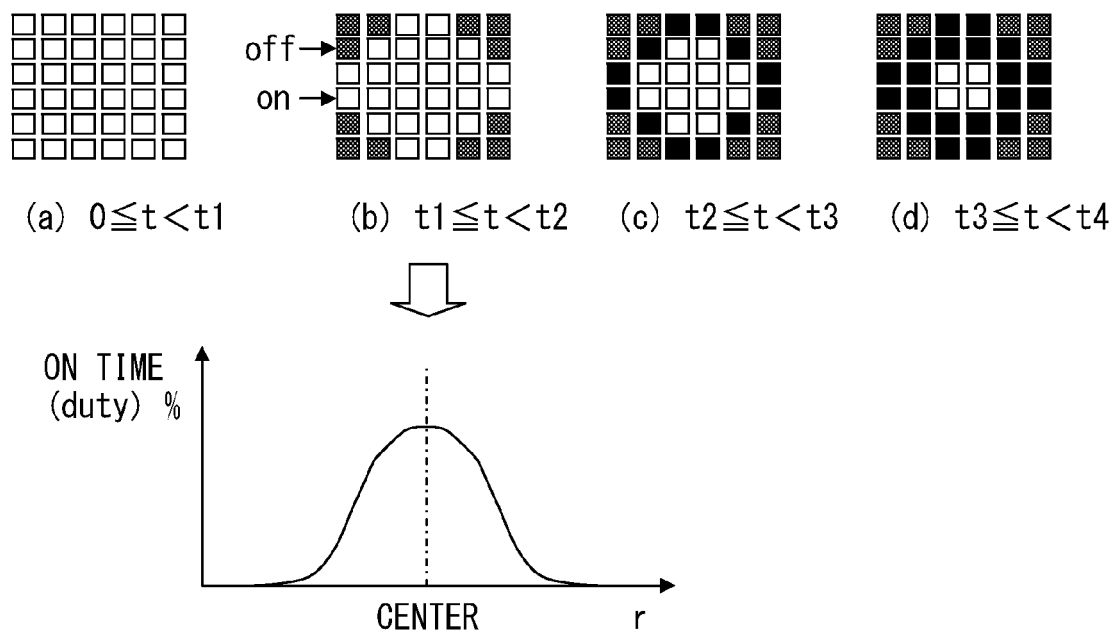 off
on
(a) 0≦t<t1
(b) t1≦t<t2
(c) t2≦t<t3
(d) t3≦t<t4
ON TIME
(duty) %
CENTER
r